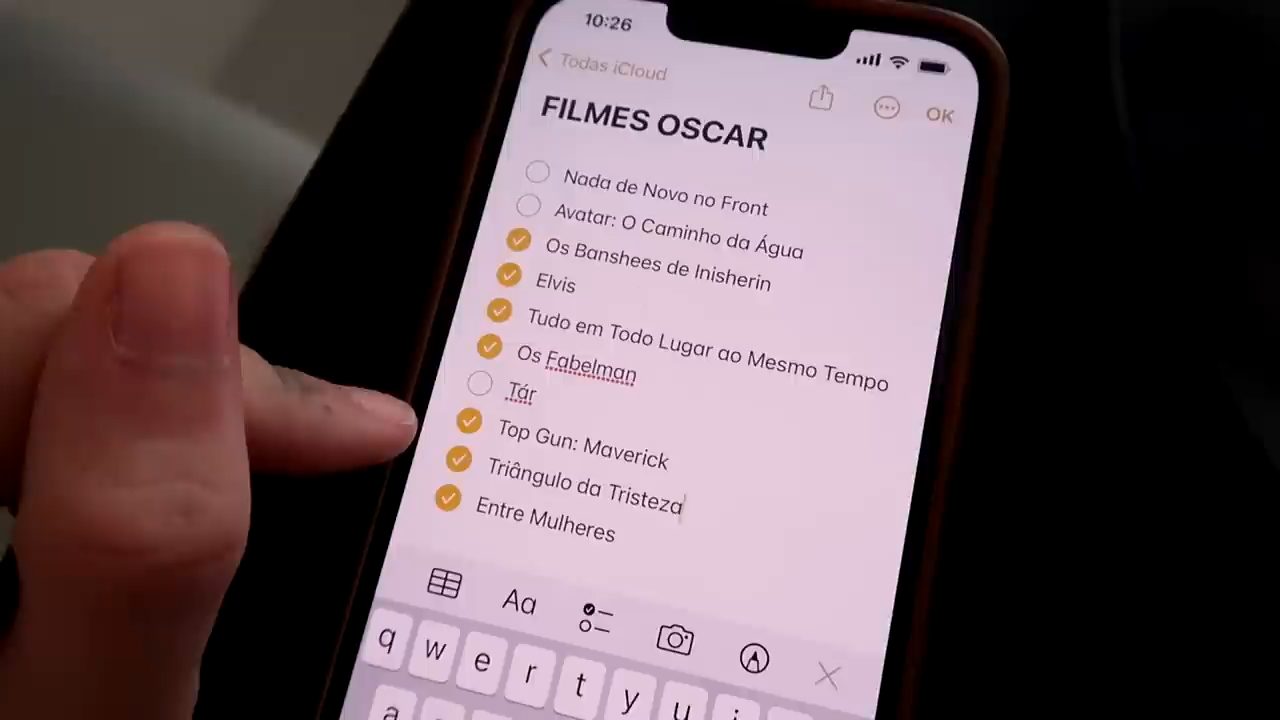 10:26
Todas iCloud
OK
FILMES OSCAR
Nada de Novo no Front
Avatar: O Caminho da Água
Os Banshees de Inisherin
Elvis
Tudo em Todo Lugar ao Mesmo Tempo
Os Fabelman
Tár
Top Gun: Maverick
Triângulo da Tristeza
Entre Mulheres
Aa
q w e r t y u i
a